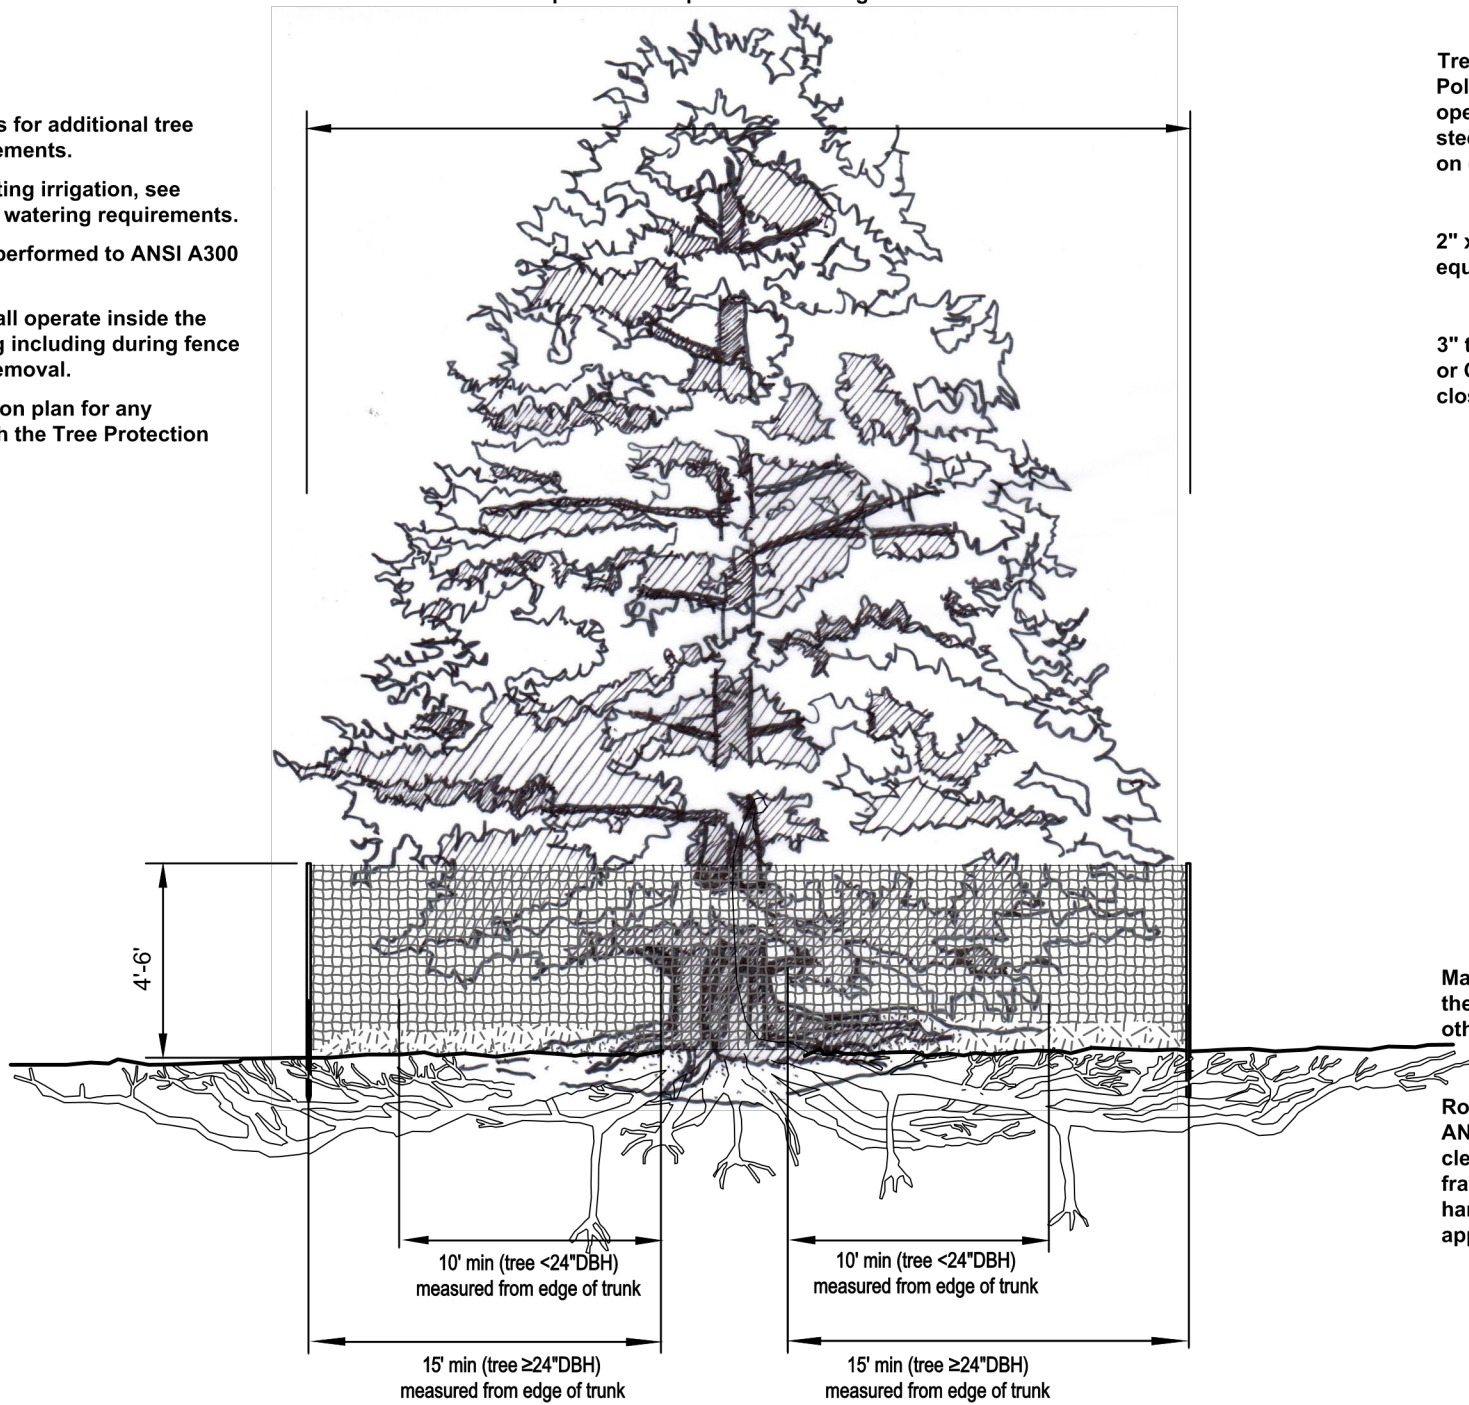 s for additional tree
ements.
ting irrigation, see
watering requirements.
performed to ANSI A300
all operate inside the
g including during fence
emoval.
on plan for any
h the Tree Protection
Tre
Pol
ope
stee
on
2" x
equ
3" t
or C
clos
4'-6'
Ma
the
oth
Ro
AN
cle
fra
har
app
10' min (tree <24"DBH)
measured from edge of trunk
10' min (tree <24"DBH)
measured from edge of trunk
15' min (tree ≥24"DBH)
measured from edge of trunk
15' min (tree ≥24"DBH)
measured from edge of trunk